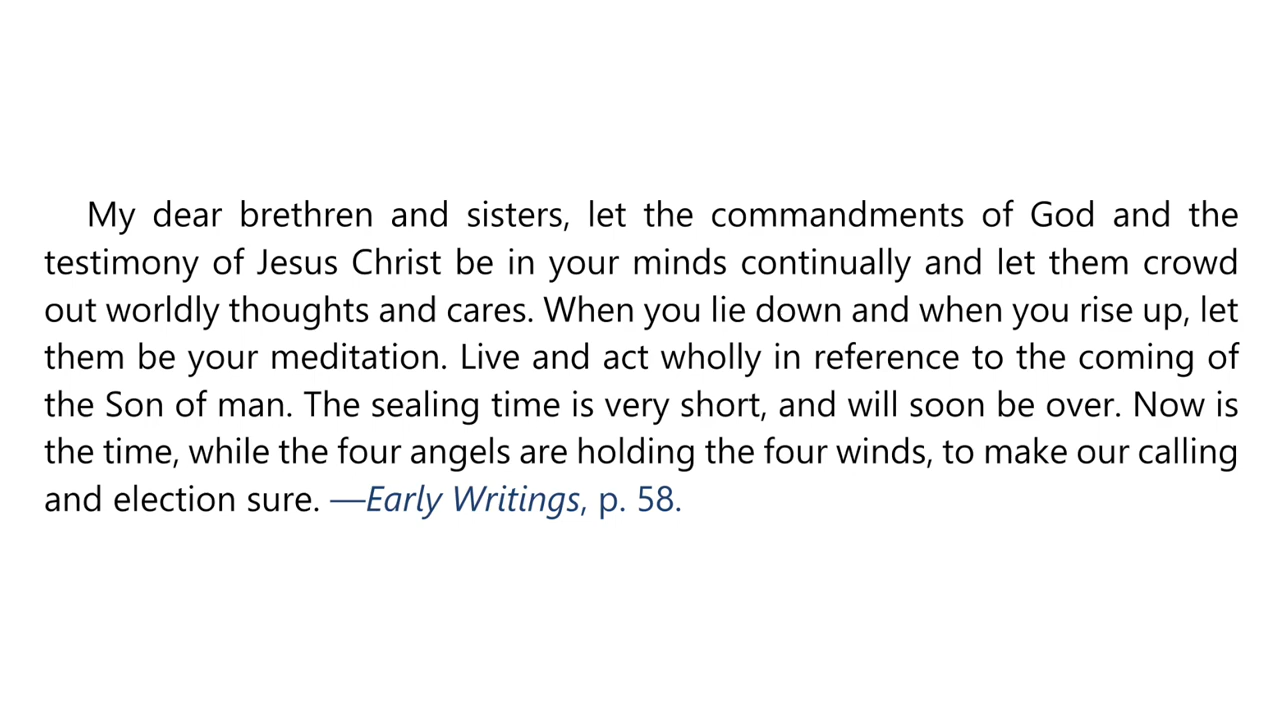 My dear brethren and sisters, let the commandments of God and the
testimony of Jesus Christ be in your minds continually and let them crowd
out worldly thoughts and cares. When you lie down and when you rise up, let
them be your meditation. Live and act wholly in reference to the coming of
the Son of man. The sealing time is very short, and will soon be over. Now is
the time, while the four angels are holding the four winds, to make our calling
and election sure. —Early Writings, p. 58.